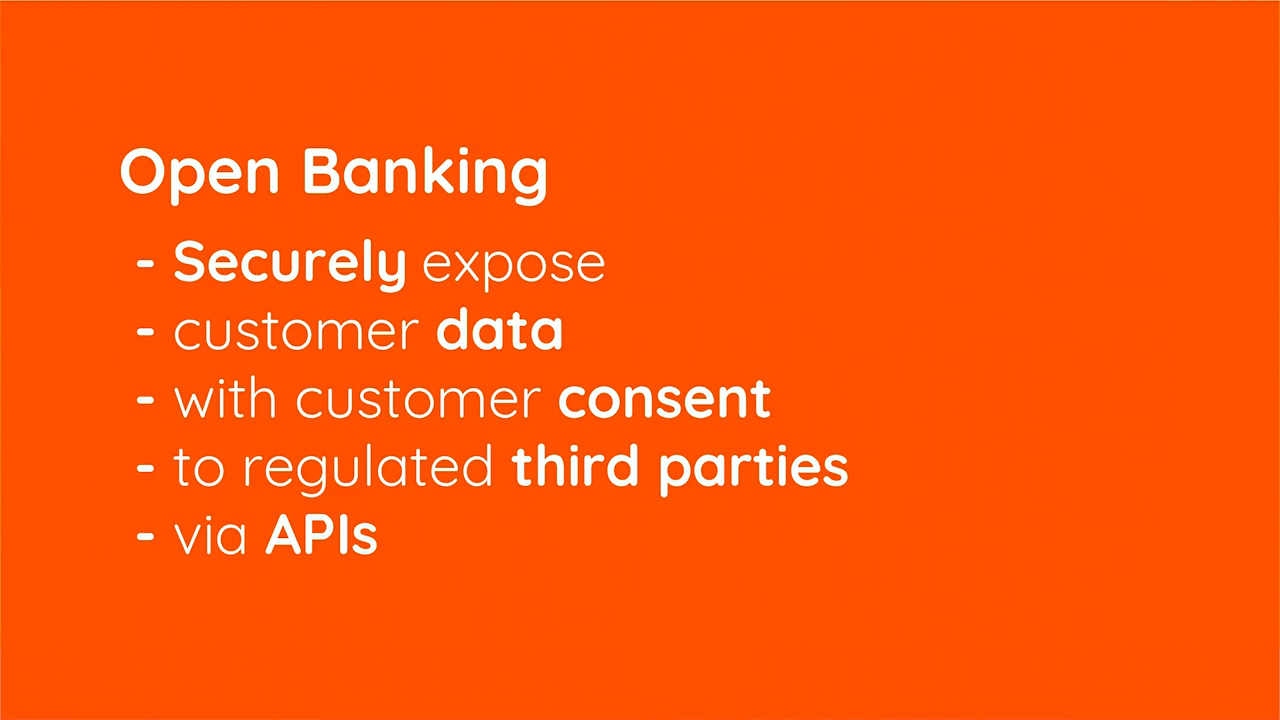 Open Banking
- Securely expose
- customer data
- with customer consent
- to regulated third parties
- via APIs